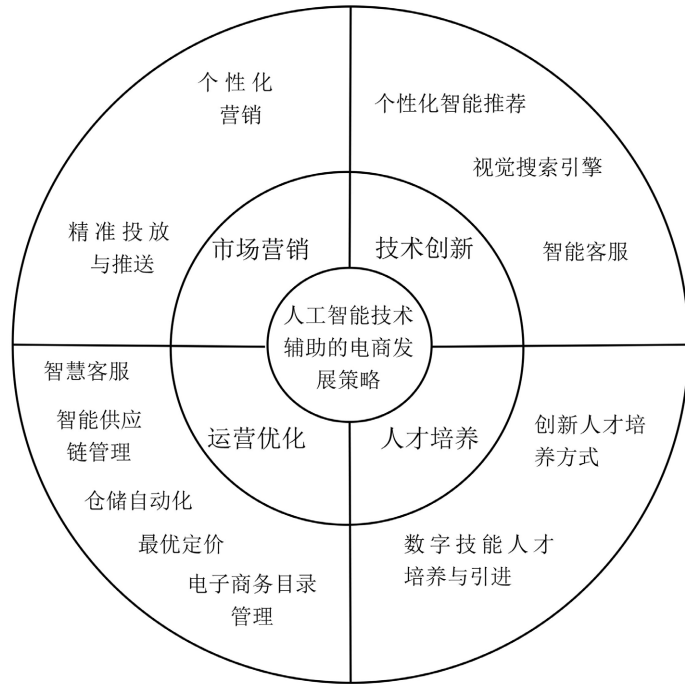 个性化
营销
精准投放
与推送
市场营销
个性化智能推荐
视觉搜索引擎
智能客服
技术创新
人工智能技术
辅助的电商发
展策略
智慧客服
智能供应
链管理
仓储自动化
最优定价
电子商务目录
管理
运营优化
人才培养
创新人才培
养方式
数字技能人才
培养与引进